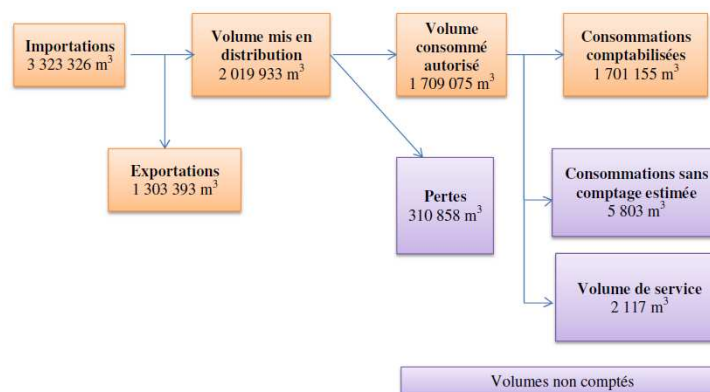 Importations
3 323 326 m³
Volume mis en
distribution
2 019 933 m³
Volume
consommé
autorisé
1 709 075 m³
Consommations
comptabilisées
1 701 155 m³
Exportations
1 303 393 m³
Pertes
310 858 m³
Consommations sans
comptage estimée
5 803 m³
Volume de service
2 117 m³
Volumes non comptés